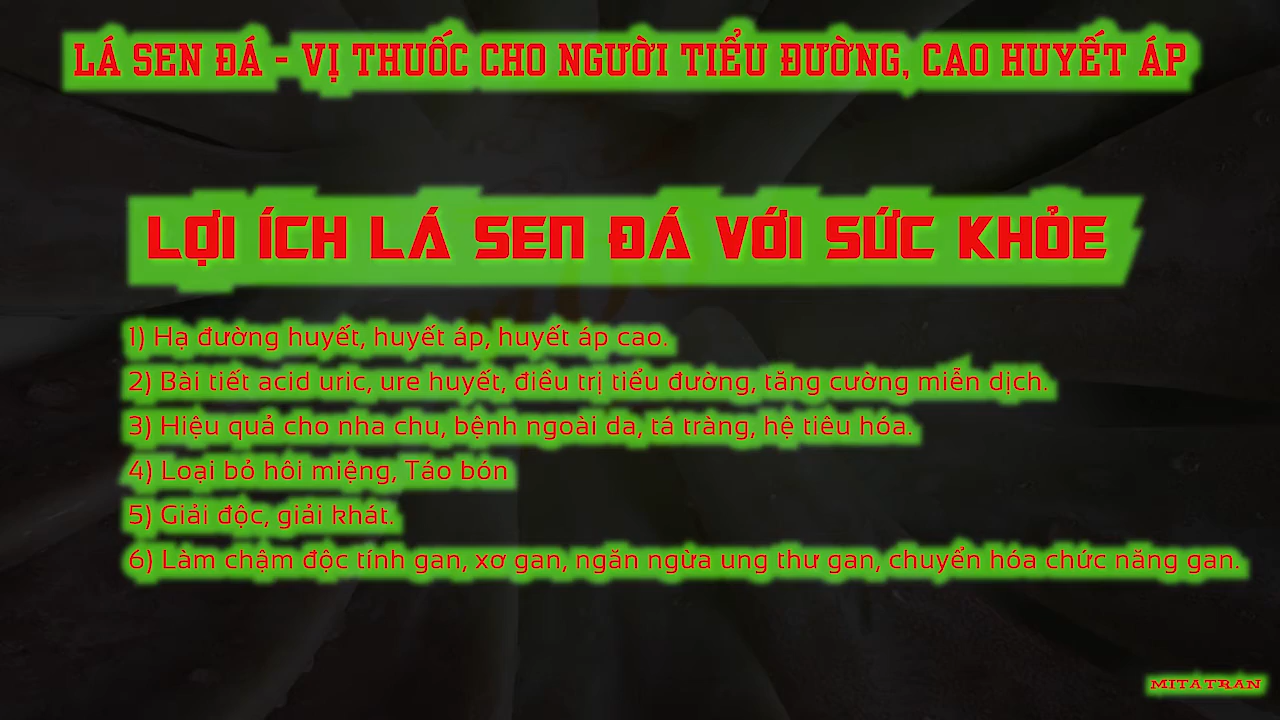 LÁ SEN ĐÁ - VỊ THUỐC CHO NGƯỜI TIỂU ĐƯỜNG, CAO HUYẾT ÁP
LỢI ÍCH LÁ SEN ĐÁ VỚI SỨC KHỎE
1) Hạ đường huyết, huyết áp, huyết áp cao.
2) Bài tiết acid uric, ure huyết, điều trị tiểu đường, tăng cường miễn dịch.
3) Hiệu quả cho nha chu, bệnh ngoài da, tá tràng, hệ tiêu hóa.
4) Loại bỏ hôi miệng, Táo bón
5) Giải độc, giải khát.
6) Làm chậm độc tính gan, xơ gan, ngăn ngừa ung thư gan, chuyển hóa chức năng gan.
MITATRAN